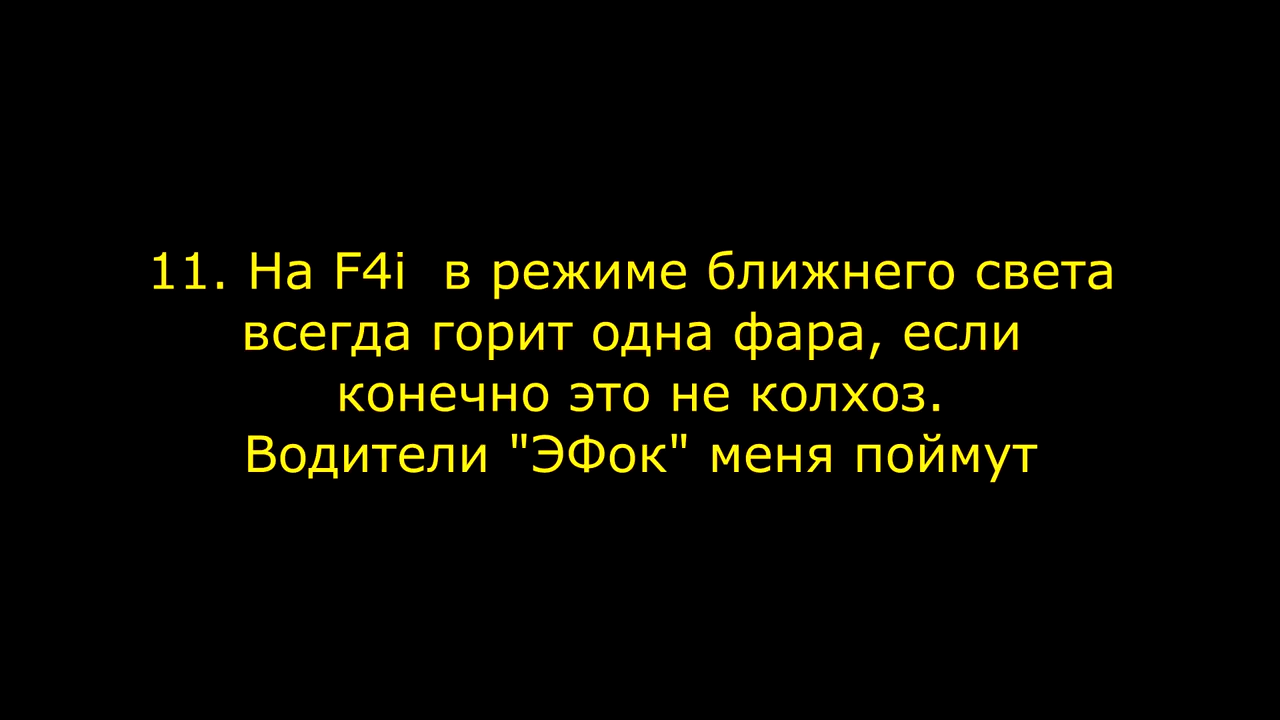 11. На F4i  в режиме ближнего света
всегда горит одна фара, если
конечно это не колхоз.
Водители "ЭФок" меня поймут